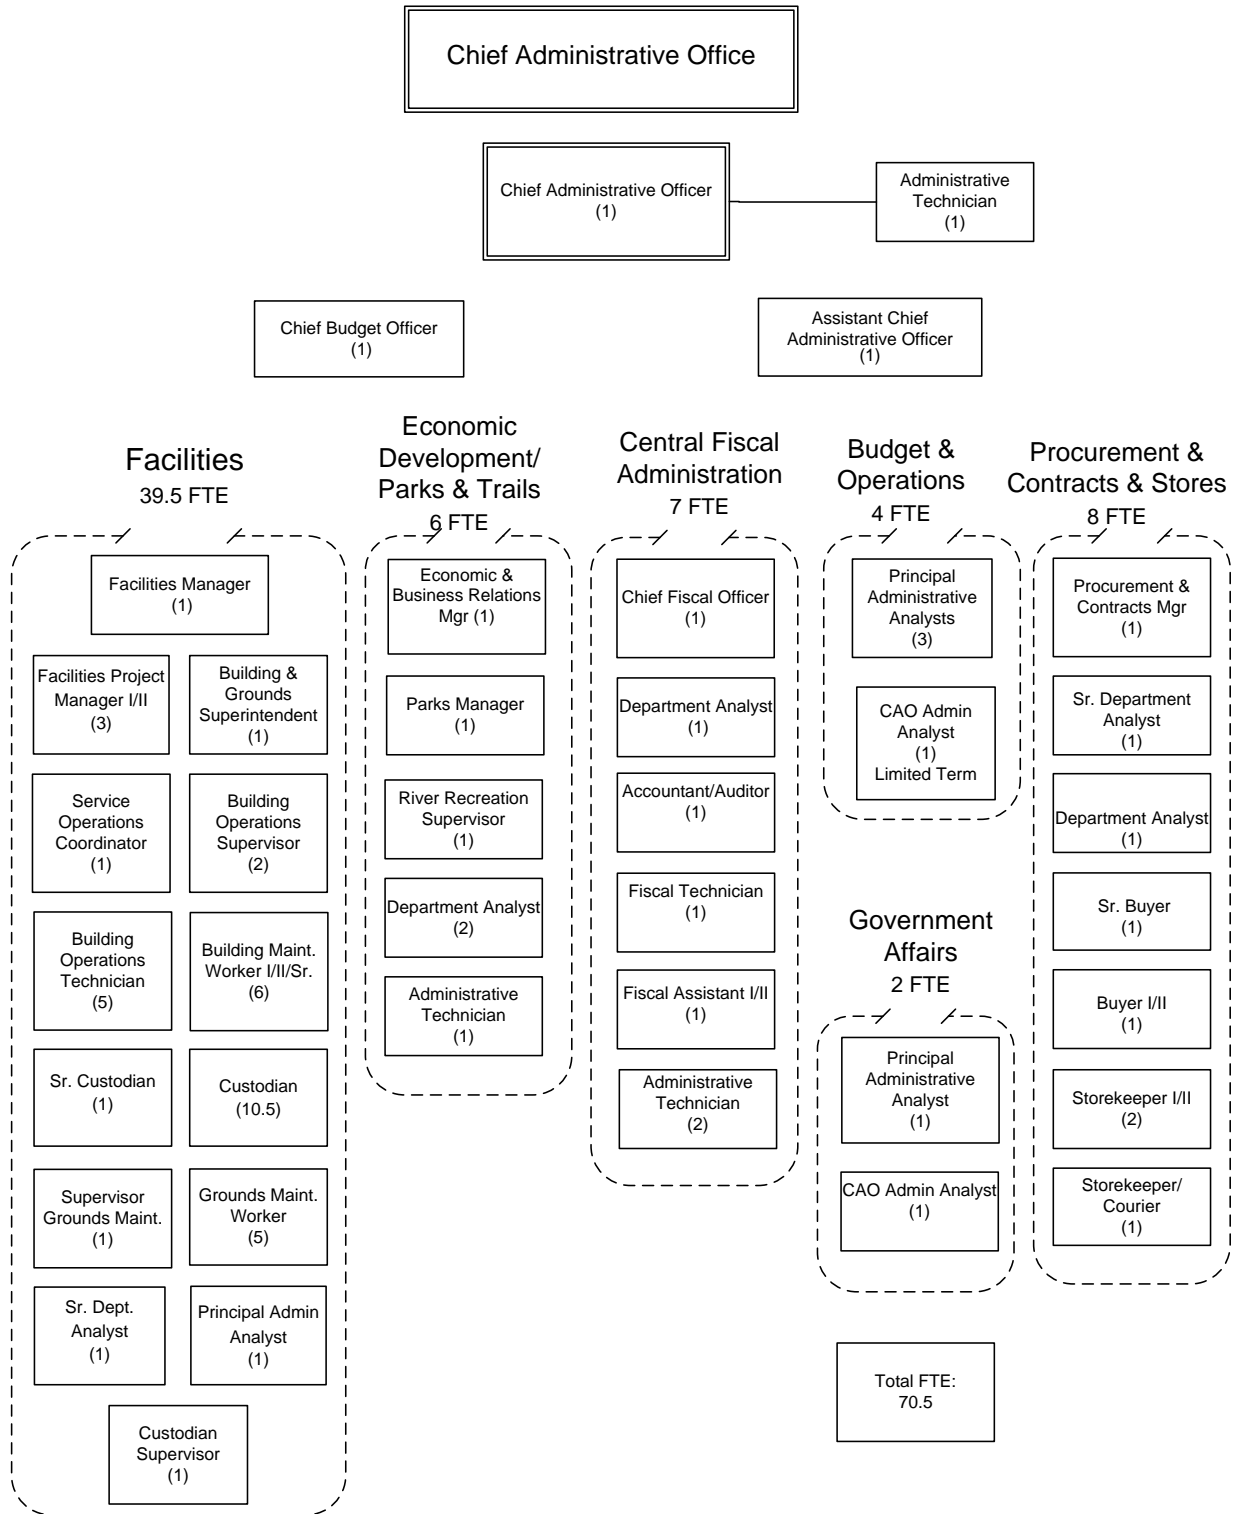 Chief Administrative Office
Chief Administrative Officer
(1)
Administrative
Technician
(1)
Chief Budget Officer
(1)
Assistant Chief
Administrative Officer
(1)
Facilities
39.5 FTE
Facilities Manager
(1)
Facilities Project
Manager I/II
(3)
Building &
Grounds
Superintendent
(1)
Service
Operations
Coordinator
(1)
Building
Operations
Supervisor
(2)
Building
Operations
Technician
(5)
Building Maint.
Worker I/II/Sr.
(6)
Sr. Custodian
(1)
Custodian
(10.5)
Supervisor
Grounds Maint.
(1)
Grounds Maint.
Worker
(5)
Sr. Dept.
Analyst
(1)
Principal Admin
Analyst
(1)
Custodian
Supervisor
(1)
Economic
Development/
Parks & Trails
6 FTE
Economic &
Business Relations
Mgr (1)
Parks Manager
(1)
River Recreation
Supervisor
(1)
Department Analyst
(2)
Administrative
Technician
(1)
Central Fiscal
Administration
7 FTE
Chief Fiscal Officer
(1)
Department Analyst
(1)
Accountant/Auditor
(1)
Fiscal Technician
(1)
Fiscal Assistant I/II
(1)
Administrative
Technician
(2)
Budget &
Operations
4 FTE
Principal
Administrative
Analysts
(3)
CAO Admin
Analyst
(1)
Limited Term
Government
Affairs
2 FTE
Principal
Administrative
Analyst
(1)
CAO Admin Analyst
(1)
Procurement &
Contracts & Stores
8 FTE
Procurement &
Contracts Mgr
(1)
Sr. Department
Analyst
(1)
Department Analyst
(1)
Sr. Buyer
(1)
Buyer I/II
(1)
Storekeeper I/II
(2)
Storekeeper/
Courier
(1)
Total FTE:
70.5